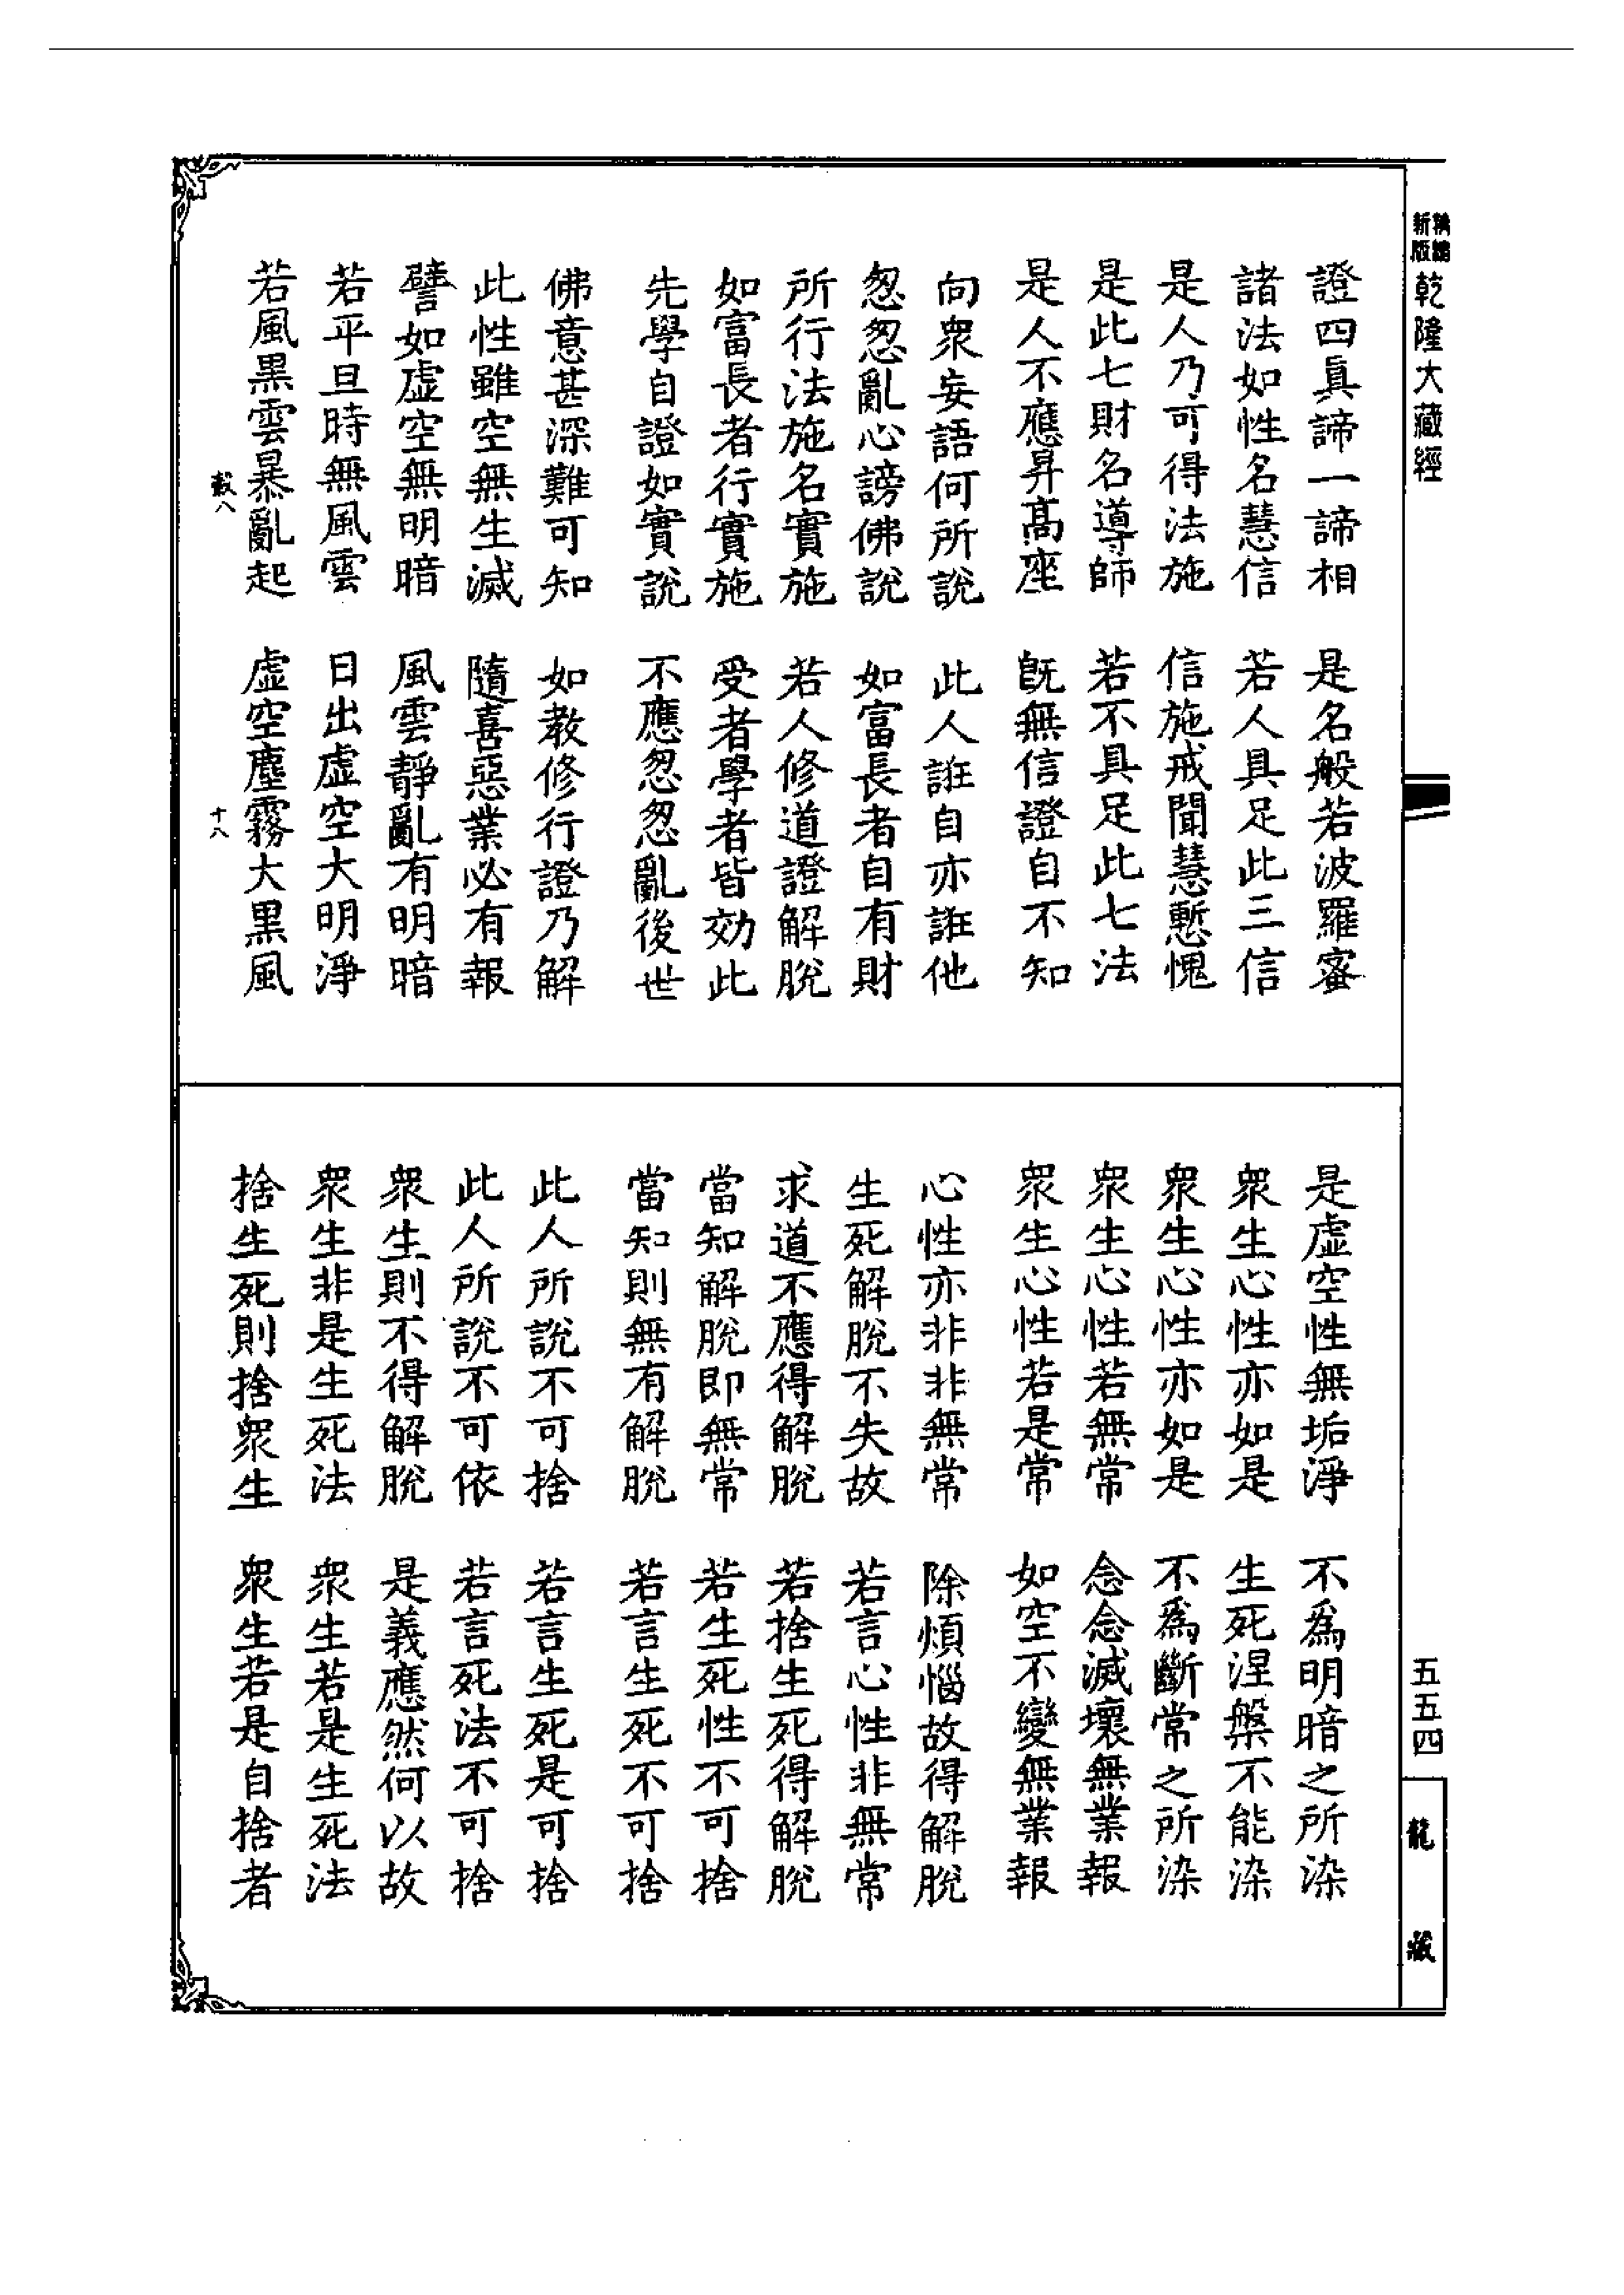 精編新版
乾隆大藏經
證四眞諦一諦相　是名般若波羅蜜
諸法如性名慧信　若人具足此三信
是人乃可得法施　信施戒聞慧慙愧
是此七財名導師　若不具足此七法
是人不應昇髙座　旣無信證自不知
向衆妄語何所說　此人誑自亦誑他
怱怱亂心謗佛說　如富長者自有財
所行法施名實施　若人修道證解脫
如富長者行實施　受者學者皆効此
先學自證如實說　不應怱怱亂後世
佛意甚深難可知　如教修行證乃解
此性雖空無生滅　隨喜惡業必有報
譬如虛空無明暗　風雲靜亂有明暗
若平旦時無風雲　日出虛空大明淨
若風黒雲暴亂起　虛空塵霧大黒風
十八
是虛空性無垢淨　不爲明暗之所染
衆生心性亦如是　生死涅槃不能染
衆生心性亦如是　不爲斷常之所染
衆生心性若無常　念念滅壞無業報
衆生心性若是常　如空不變無業報
心性亦非非無常　除煩惱故得解脫
生死解脫不失故　若言心性非無常
求道不應得解脫　若捨生死得解脫
當知解脫即無常　若生死性不可捨
當知則無有解脫　若言生死不可捨
此人所說不可捨　若言生死是可捨
此人所說不可依　若言死法不可捨
衆生則不得解脫　是義應然何以故
衆生非是生死法　衆生若是生死法
捨生死則捨衆生　衆生若是自捨者
五五四
龍藏